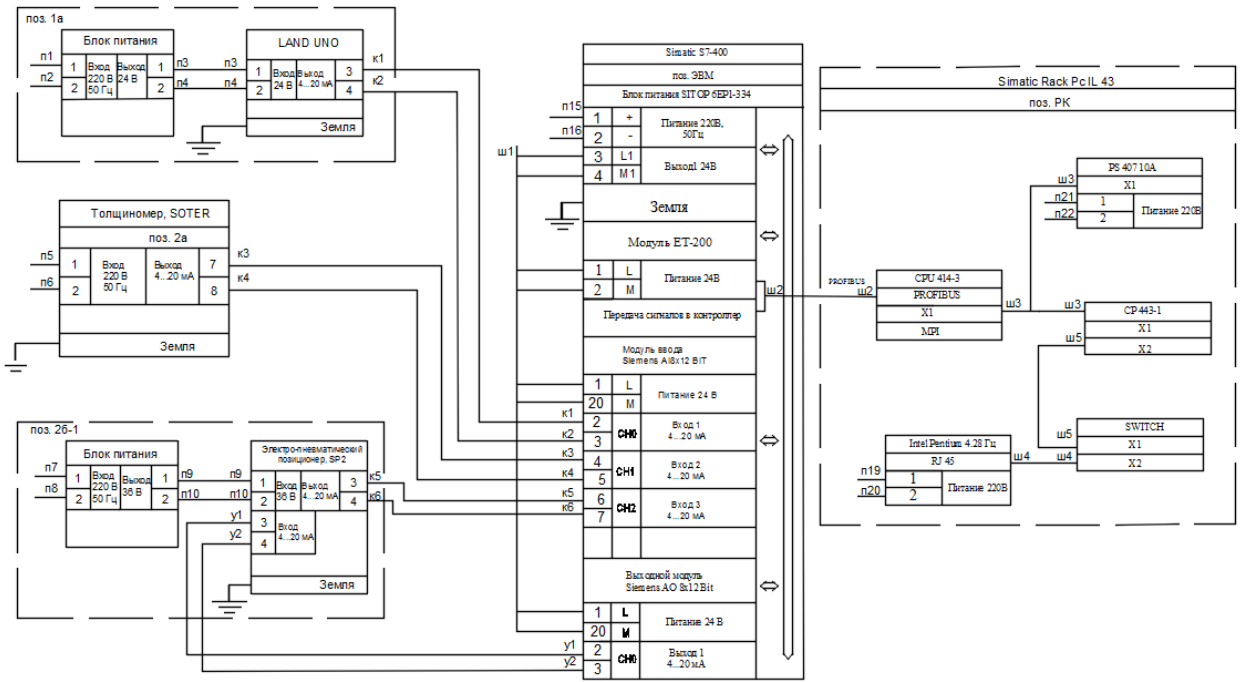 поз. 1а
Блок питания
п1
п2
1
2
Вход
220 В
50 Гц
Выход
24 В
1
2
п3
п4
п3
п4
LAND UNO
1
2
Вход
24 В
Выход
4...20 мА
3
4
Земля
к1
к2
Толщиномер, SOTER
поз. 2а
п5
п6
1
2
Вход
220 В
50 Гц
Выход
4...20 мА
7
8
к3
к4
Земля
поз. 2б-1
Блок питания
п7
п8
1
2
Вход
220 В
50 Гц
Выход
36 В
1
2
п9
п10
п9
п10
у1
у2
Электро-пневматический
позиционер, SP2
1
2
Вход
36 В
Выход
4...20 мА
3
4
3
4
Вход
4...20 мА
Земля
к5
к6
Simatic S7-400
поз. ЭВМ
Блок питания SITOP 6EP1-334
п15
п16
1
+
2
-
Питание 220В,
50Гц
ш1
3
L1
4
M1
Выход1 24В
Земля
Модуль ET-200
1
L
2
M
Питание 24В
Передача сигналов в контроллер
ш2
Модуль ввода
Siemens AI8x12 BIT
1
L
20
M
Питание 24 В
к1
к2
2
3
CH0
Вход 1
4...20 мА
к3
к4
4
5
CH1
Вход 2
4...20 мА
к5
к6
6
7
CH2
Вход 3
4...20 мА
Выходной модуль
Siemens AO 8x12 Bit
1
L
20
M
Питание 24 В
у1
у2
2
3
CH0
Выход 1
4...20 мА
Simatic Rack Pc IL 43
поз. РК
PS 407 10A
X1
ш3
п21
п22
1
2
Питание 220В
PROFIBUS
ш2
CPU 414-3
PROFIBUS
X1
MPI
ш3
ш3
CP 443-1
X1
X2
ш5
ш5
SWITCH
X1
X2
ш4
ш4
Intel Pentium 4.28 Гц
RJ 45
п19
п20
1
2
Питание 220В